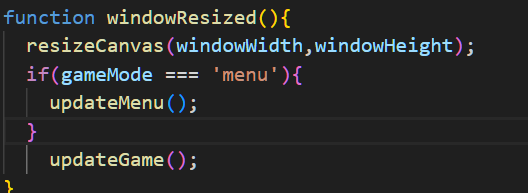 function windowResized(){
  resizeCanvas(windowWidth,windowHeight);
  if(gameMode === 'menu'){
    updateMenu();
  }
    updateGame();
}